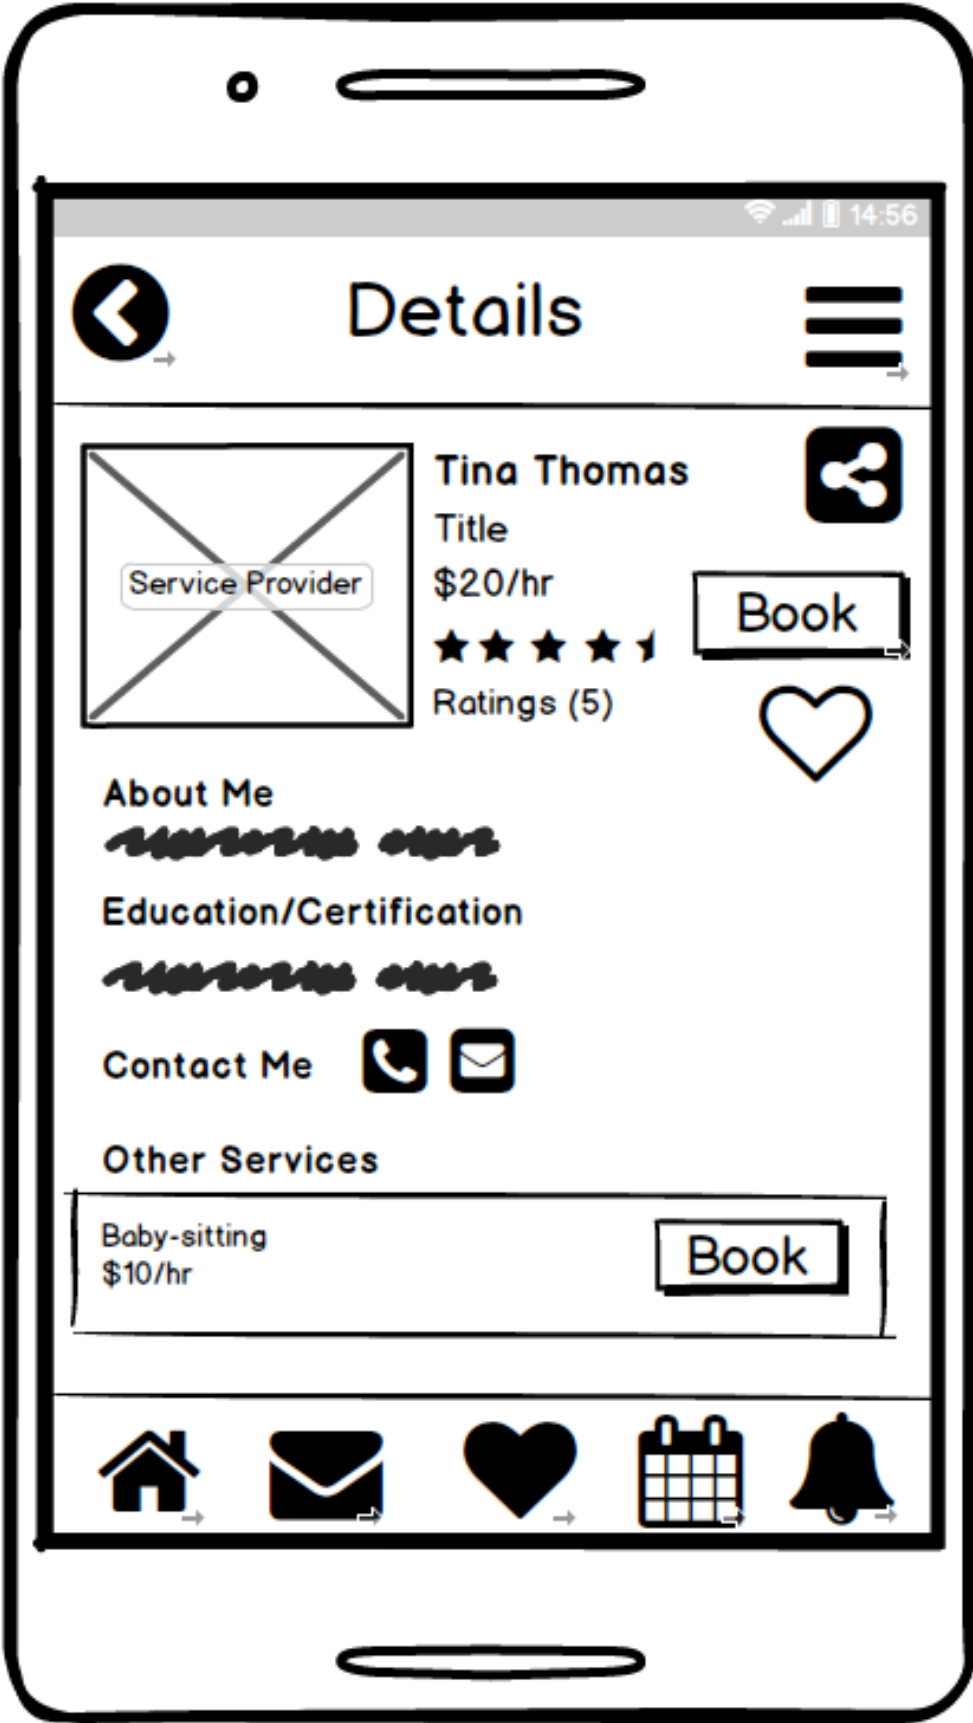 14:56
Details
Tina Thomas
Title
Service Provider
$20/hr
Book
Ratings (5)
About Me
Education/Certification
Contact Me
Other Services
Baby-sitting
$10/hr
Book